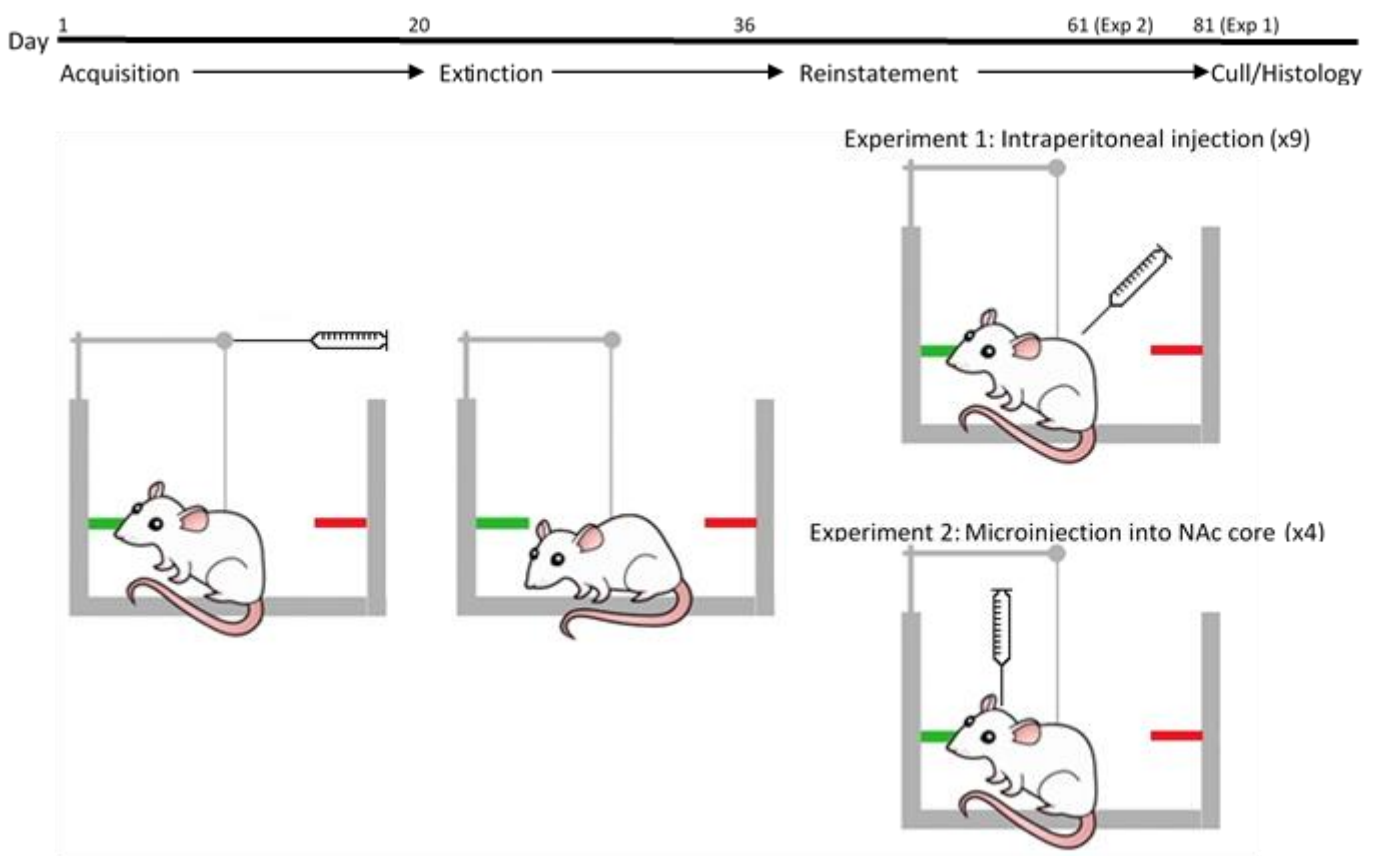 1 20 36 61 (Exp 2) 81 (Exp 1)
Day
Acquisition Extinction Reinstatement Cull/Histology
Experiment 1: Intraperitoneal injection (x9)
Experiment 2: Microinjection into NAc core (x4)